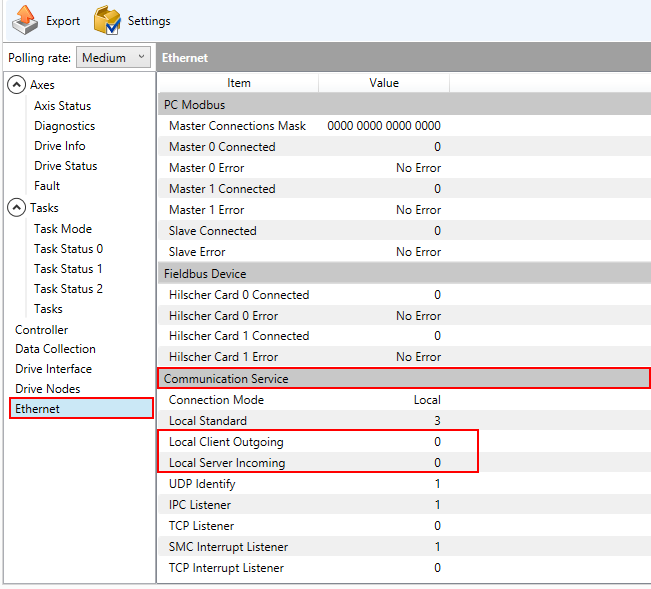 Export Settings
Polling rate: Medium
Axes
Axis Status
Diagnostics
Drive Info
Drive Status
Fault
Tasks
Task Mode
Task Status 0
Task Status 1
Task Status 2
Tasks
Controller
Data Collection
Drive Interface
Drive Nodes
Ethernet
Ethernet
Item Value
PC Modbus
Master Connections Mask 0000 0000 0000 0000
Master 0 Connected 0
Master 0 Error No Error
Master 1 Connected 0
Master 1 Error No Error
Slave Connected 0
Slave Error No Error
Fieldbus Device
Hilscher Card 0 Connected 0
Hilscher Card 0 Error No Error
Hilscher Card 1 Connected 0
Hilscher Card 1 Error No Error
Communication Service
Connection Mode Local
Local Standard 3
Local Client Outgoing 0
Local Server Incoming 0
UDP Identify 1
IPC Listener 1
TCP Listener 0
SMC Interrupt Listener 1
TCP Interrupt Listener 0